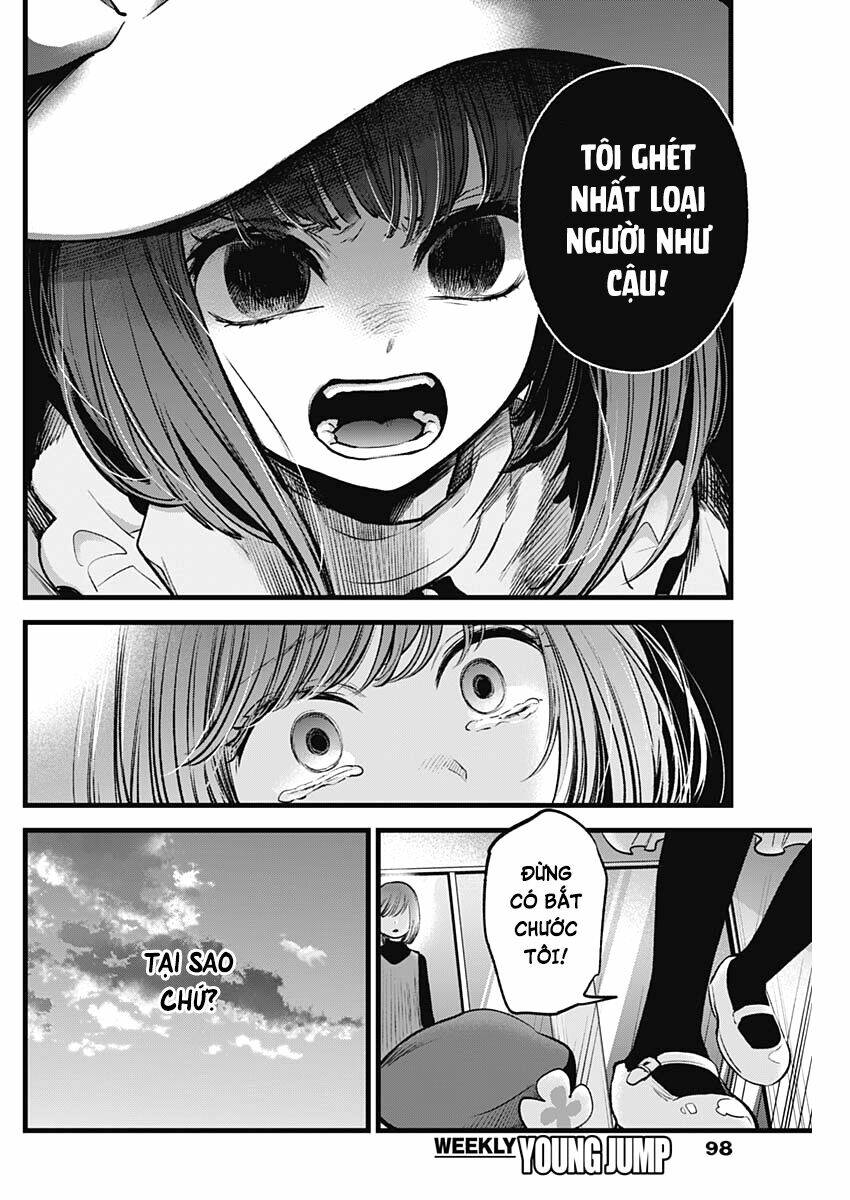 TÔI GHÉT
NHẤT LOẠI
NGƯỜI NHƯ
CẬU!
ĐỪNG
CÓ BẮT
CHƯỚC
TÔI!
TẠI SAO
CHỨ?
WEEKLY YOUNG JUMP 98